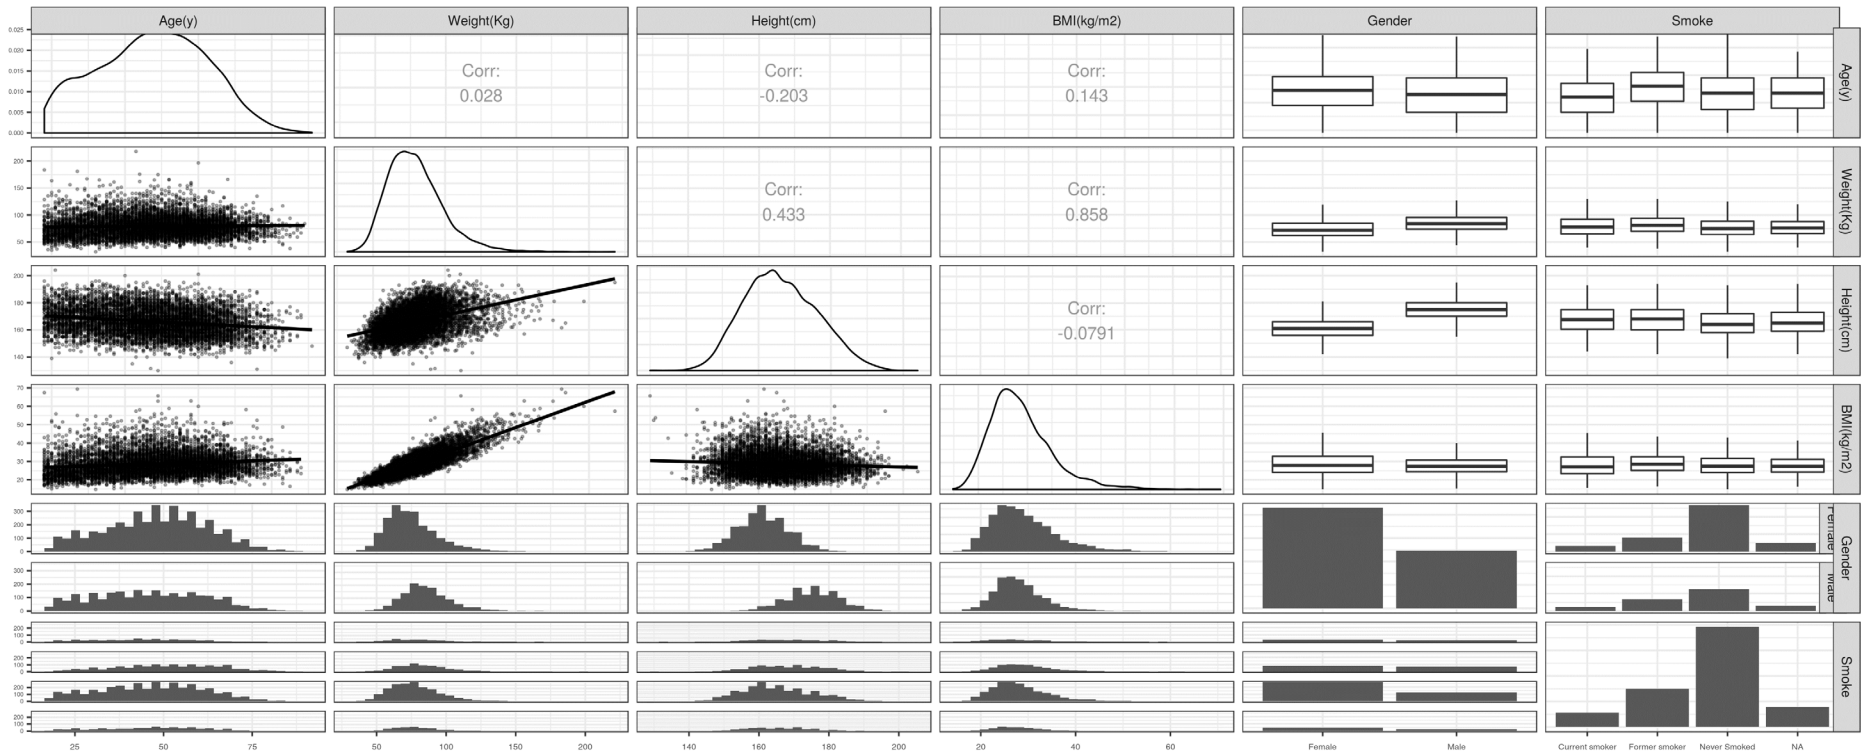 Age(y) Weight(Kg) Height(cm) BMI(kg/m2) Gender Smoke
0.025
0.020
0.015
0.010
0.005
0.000
Corr:
0.028
Corr:
-0.203
Corr:
0.143
Age(y)
200
150
100
50
Corr:
0.433
Corr:
0.858
Weight(Kg)
200
180
160
140
Corr:
-0.0791
Height(cm)
70
60
50
40
30
20
BMI(kg/m2)
300
200
100
0
Female
Gender
300
200
100
0
Male
200
100
0
200
100
0
200
100
0
200
100
0
Smoke
25 50 75 50 100 150 200 140 160 180 200 20 40 60 Female Male Current smoker Former smoker Never Smoked NA